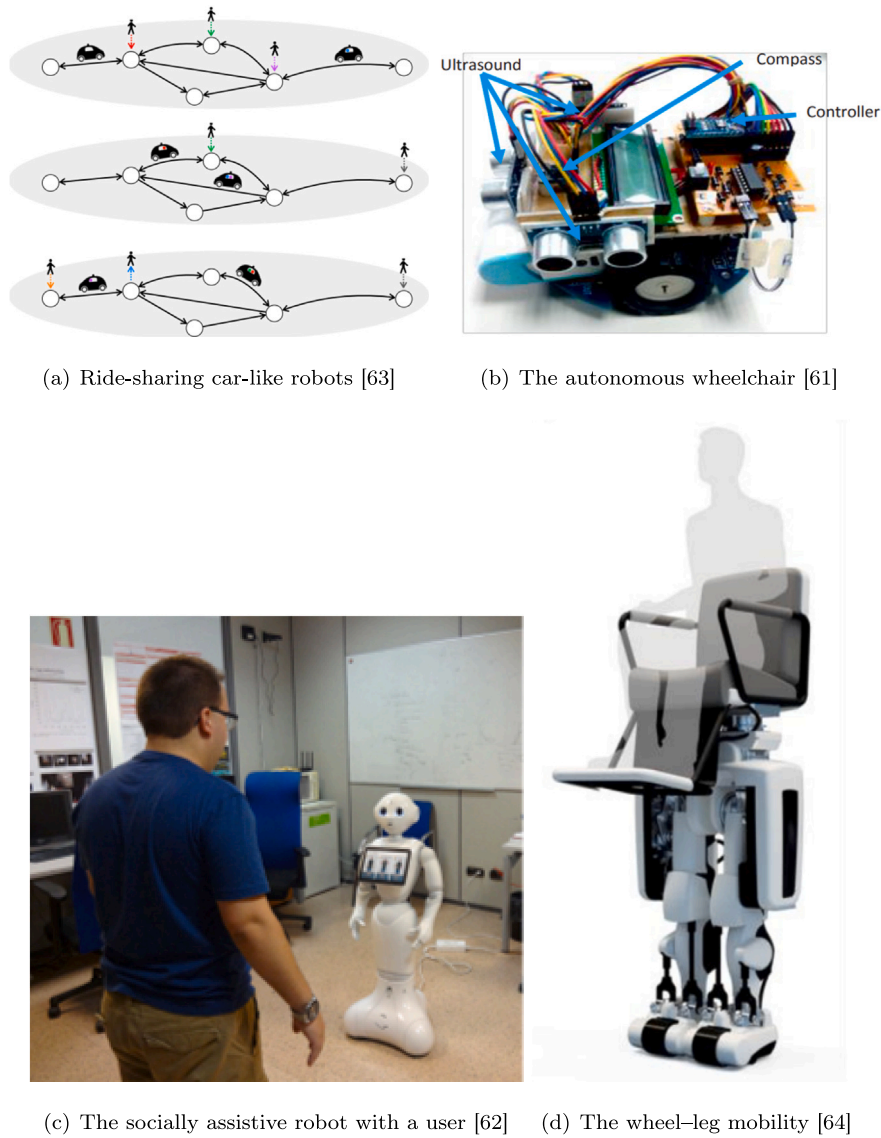 Ultrasound
Compass
Controller
(a) Ride-sharing car-like robots [63]
(b) The autonomous wheelchair [61]
(c) The socially assistive robot with a user [62]
(d) The wheel–leg mobility [64]